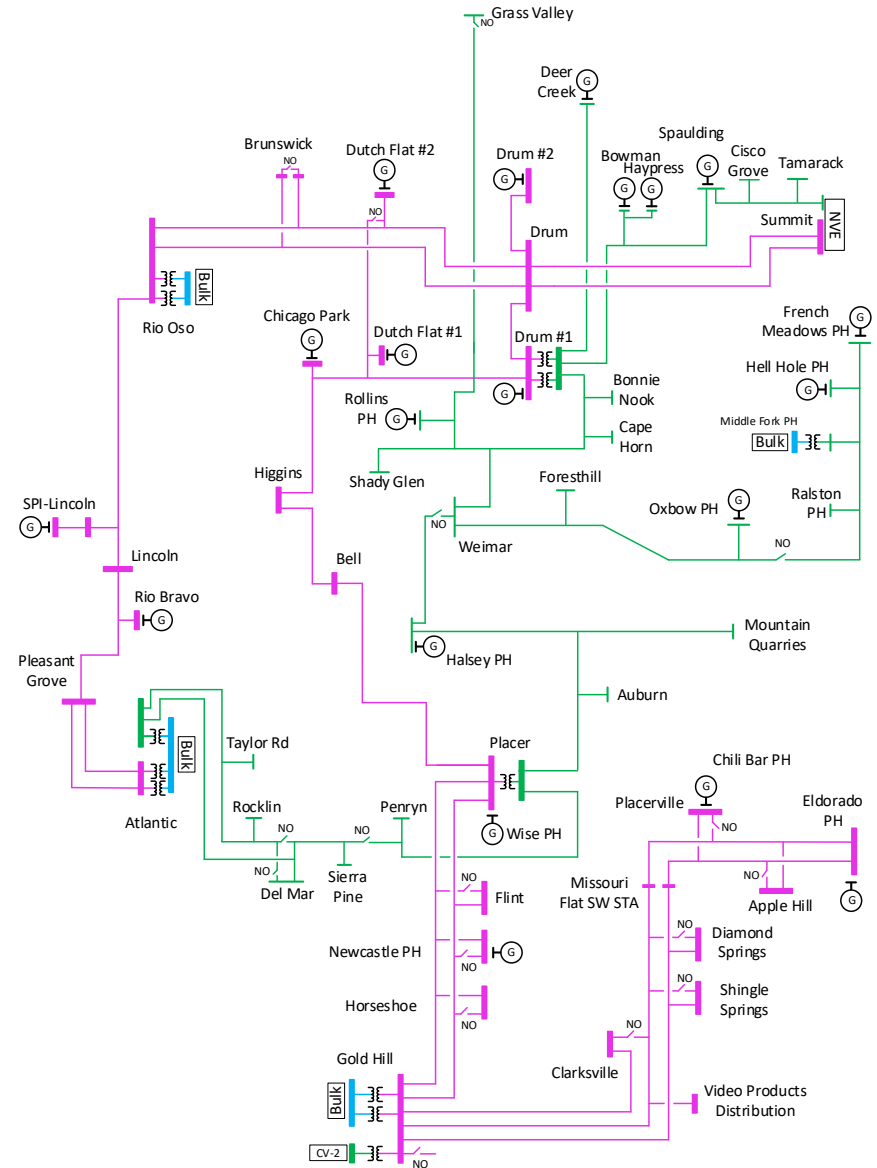 Grass Valley
NO
Deer
Creek
G
Brunswick
NO
Dutch Flat #2
G
NO
Drum #2
G
Bowman
Haypress
G
G
Spaulding
G
Cisco
Grove
Tamarack
Summit
NVE
Drum
Rio Oso
Bulk
Chicago Park
G
Dutch Flat #1
G
Drum #1
G
French
Meadows PH
G
Hell Hole PH
G
Middle Fork PH
Bulk
Ralston
PH
Rollins
PH
G
Bonnie
Nook
Cape
Horn
Shady Glen
Higgins
Foresthill
Oxbow PH
G
NO
SPI-Lincoln
G
NO
Weimar
Lincoln
Bell
Rio Bravo
G
Mountain
Quarries
Halsey PH
G
Pleasant
Grove
Auburn
Bulk
Atlantic
Taylor Rd
Placer
Wise PH
G
Rocklin
NO
NO
Del Mar
Sierra
Pine
NO
Penryn
Chili Bar PH
G
Placerville
NO
Eldorado
PH
G
Missouri
Flat SW STA
NO
Apple Hill
NO
Flint
Newcastle PH
NO
G
NO
Diamond
Springs
Horseshoe
NO
NO
Shingle
Springs
NO
Clarksville
Gold Hill
Bulk
Video Products
Distribution
CV-2
NO